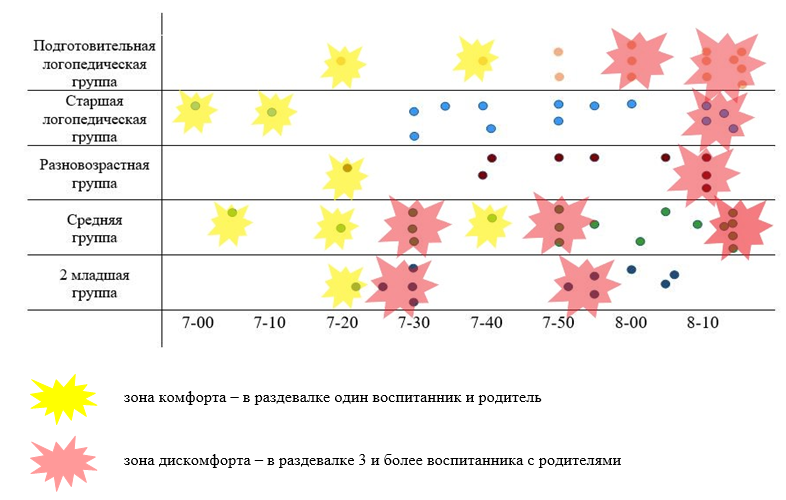 Подготовительная
логопедическая
группа
Старшая
логопедическая
группа
Разновозрастная
группа
Средняя
группа
2 младшая
группа
7-00 7-10 7-20 7-30 7-40 7-50 8-00 8-10
зона комфорта – в раздевалке один воспитанник и родитель
зона дискомфорта – в раздевалке 3 и более воспитанника с родителями